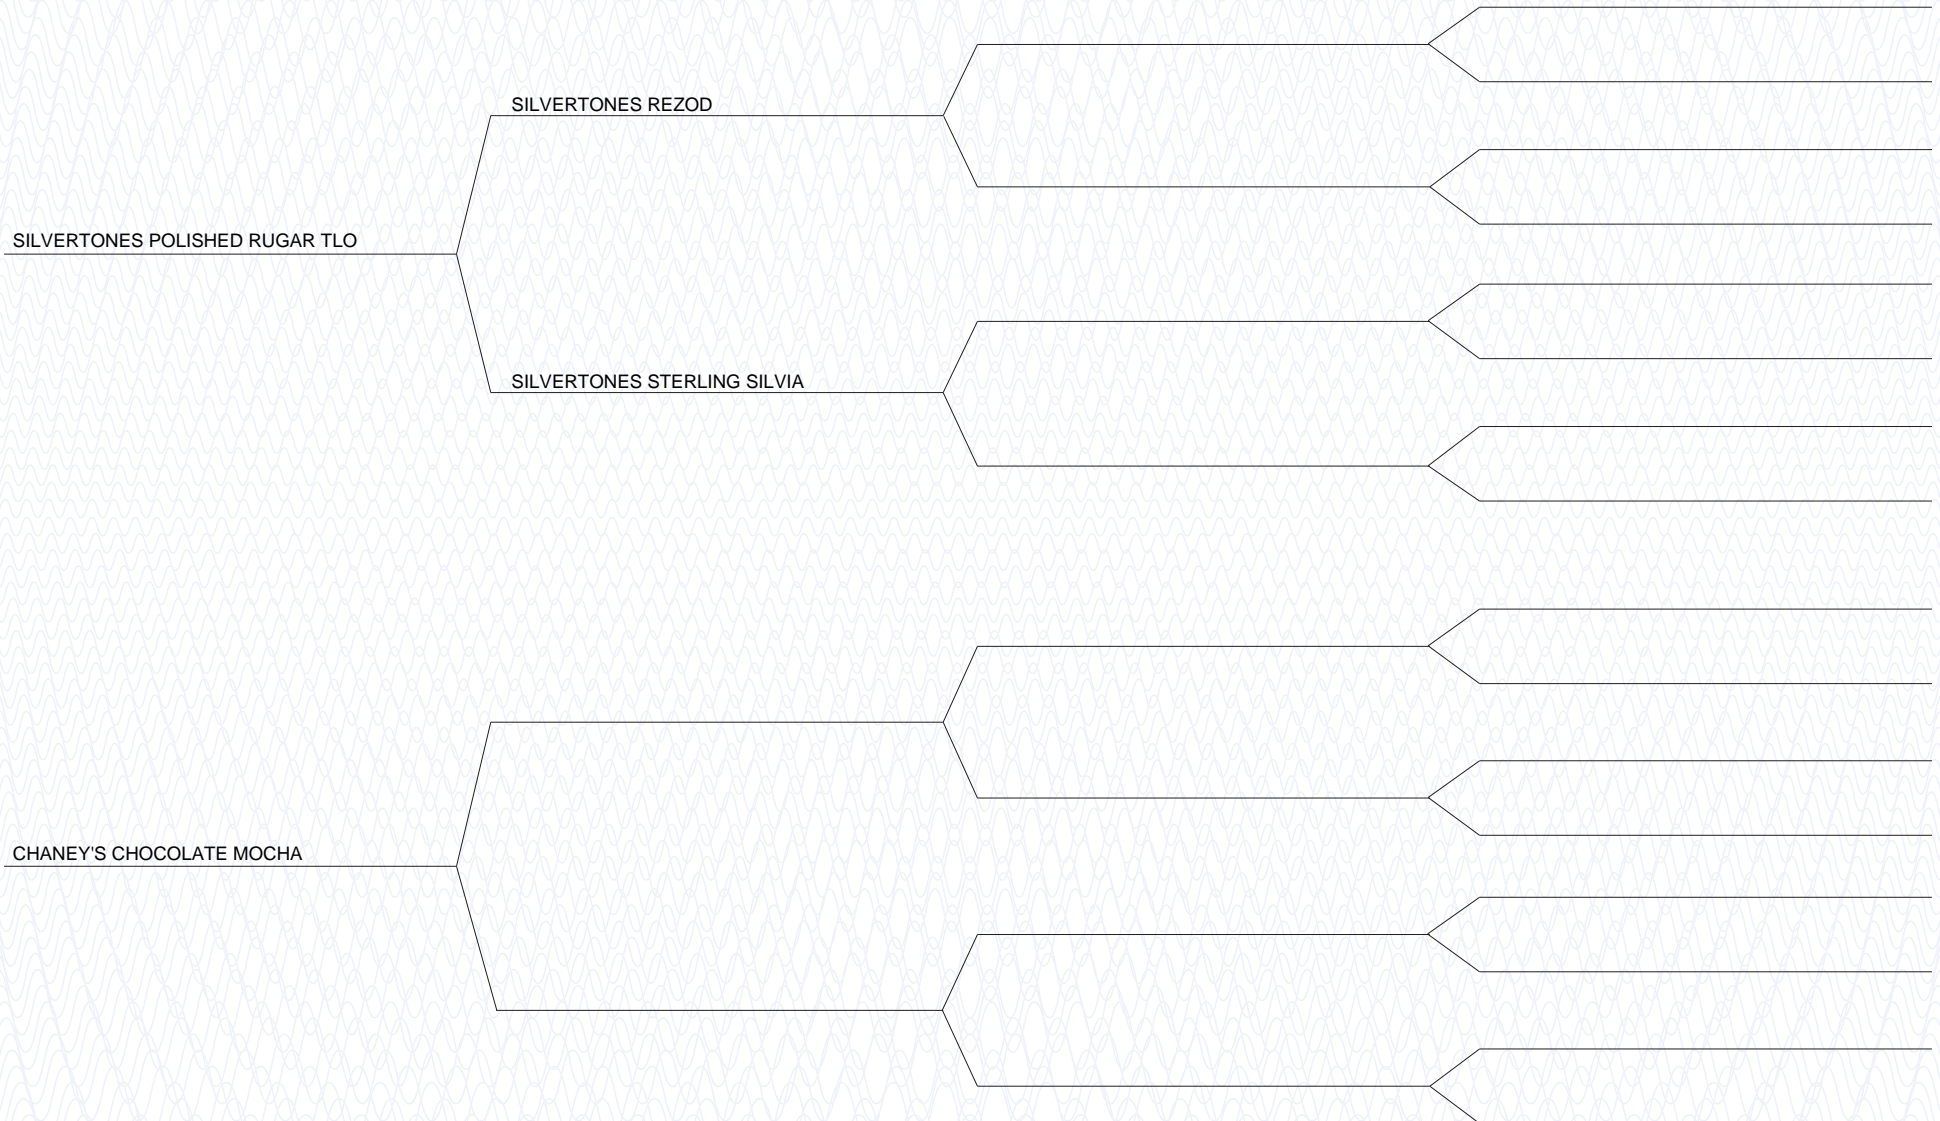 SILVERTONES REZOD
SILVERTONES POLISHED RUGAR TLO
SILVERTONES STERLING SILVIA
CHANEY'S CHOCOLATE MOCHA